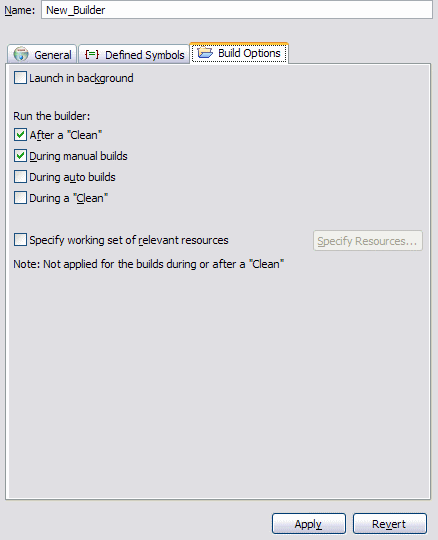 Name: New_Builder
General {=} Defined Symbols Build Options
Launch in background
Run the builder:
After a "Clean"
During manual builds
During auto builds
During a "Clean"
Specify working set of relevant resources Specify Resources...
Note: Not applied for the builds during or after a "Clean"
Apply Revert